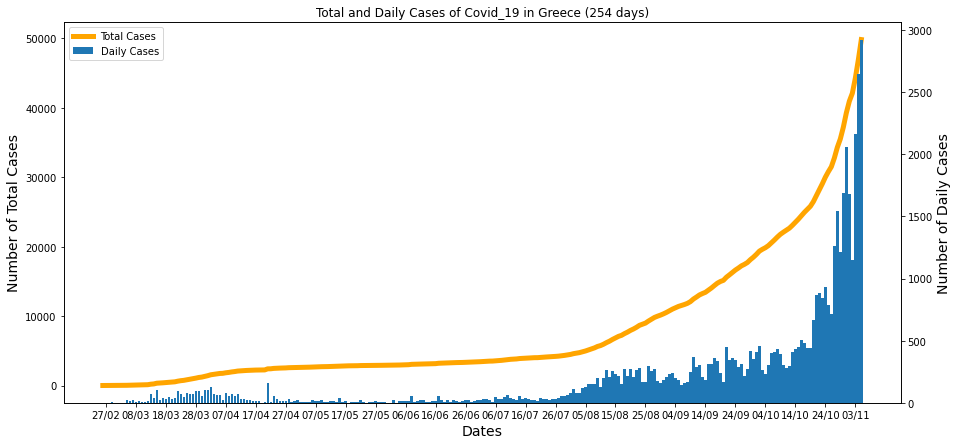 Total and Daily Cases of Covid_19 in Greece (254 days)
Total Cases
Daily Cases
50000
40000
30000
20000
10000
0
Number of Total Cases
3000
2500
2000
1500
1000
500
0
Number of Daily Cases
27/02 08/03 18/03 28/03 07/04 17/04 27/04 07/05 17/05 27/05 06/06 16/06 26/06 06/07 16/07 26/07 05/08 15/08 25/08 04/09 14/09 24/09 04/10 14/10 24/10 03/11
Dates